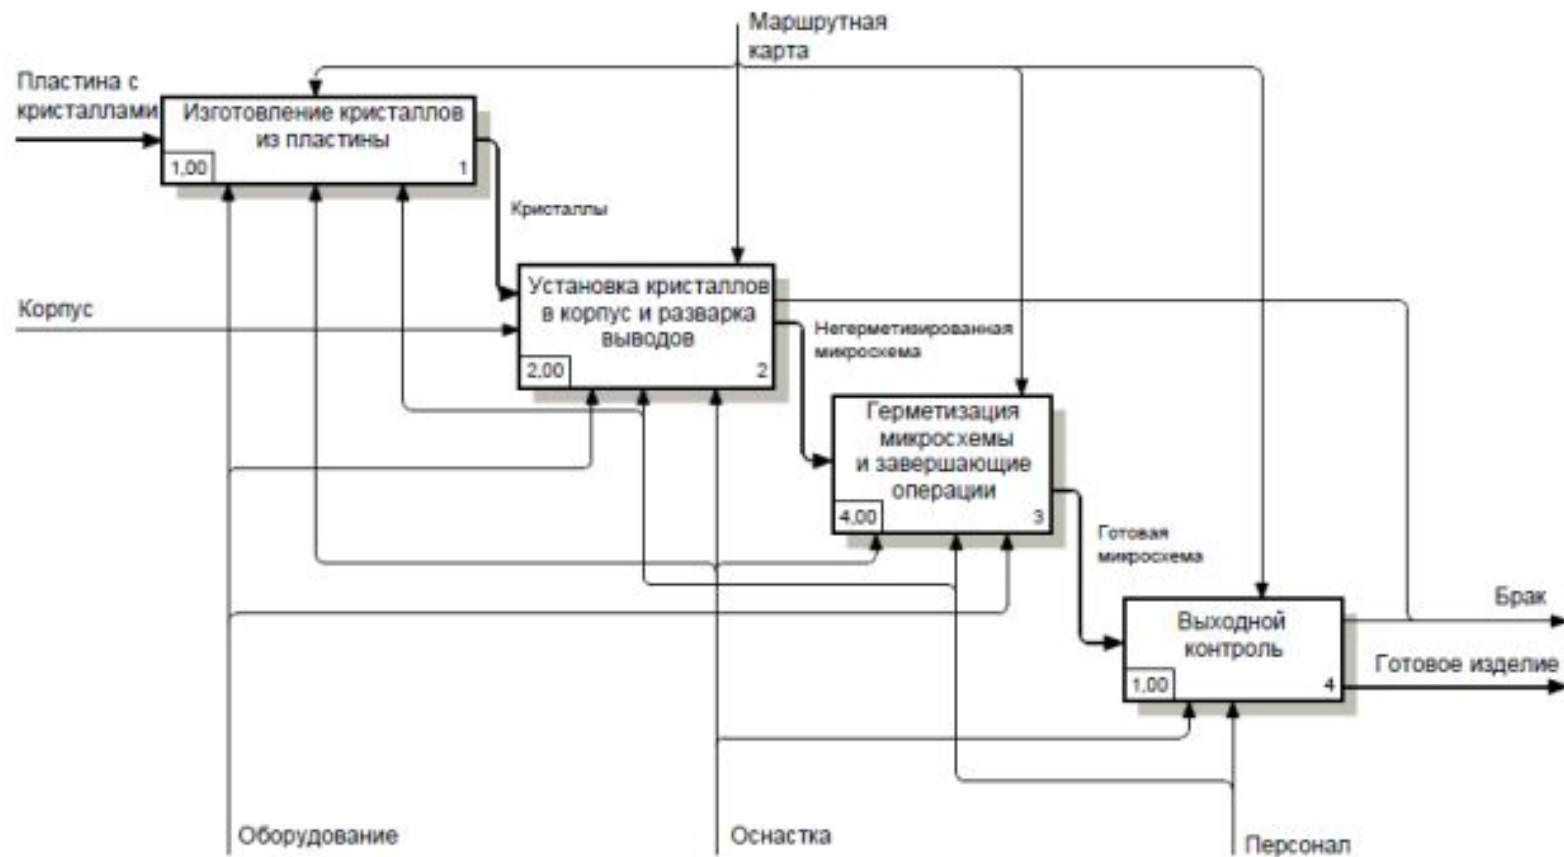 Маршрутная
карта
Пластина с
кристаллами
Изготовление кристаллов
из пластины
1,00
1
Кристаллы
Корпус
Установка кристаллов
в корпус и разварка
выводов
2,00
2
Негерметизированная
микросхема
Герметизация
микросхемы
и завершающие
операции
4,00
3
Готовая
микросхема
Выходной
контроль
1,00
4
Брак
Готовое изделие
Оборудование
Оснастка
Персонал